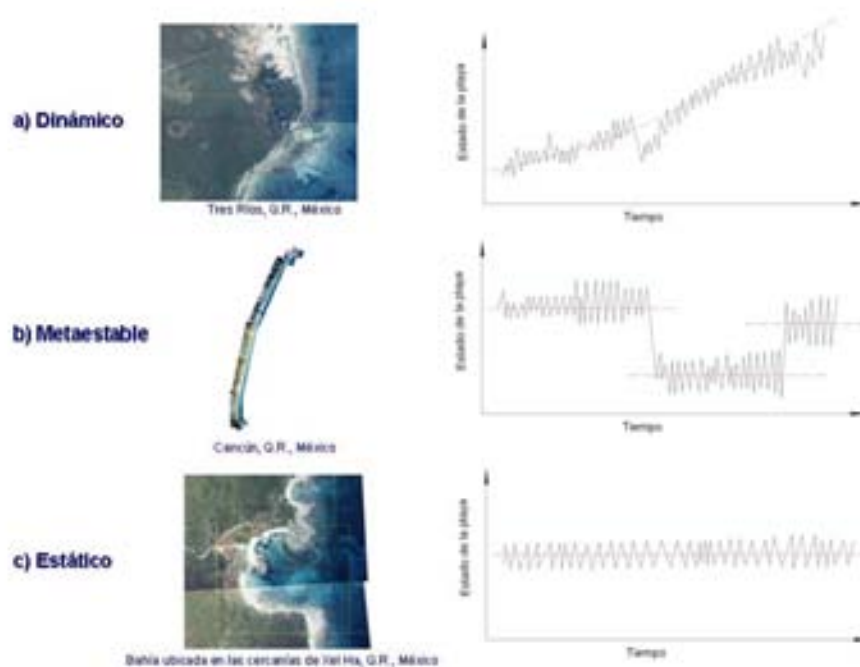 a) Dinámico
Tres Ríos, Q.R., México
Estado de la playa
Tiempo
b) Metaestable
Cancún, Q.R., México
Estado de la playa
Tiempo
c) Estático
Bahía ubicada en las cercanías de Xel Ha, Q.R., México
Estado de la playa
Tiempo